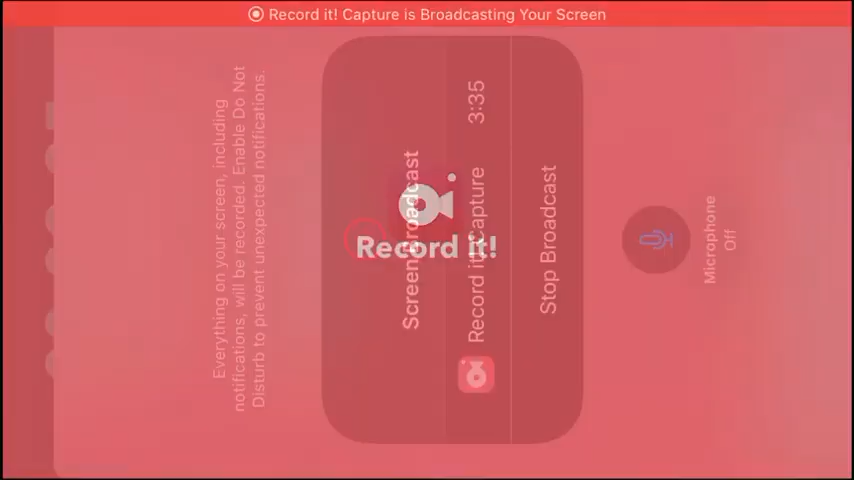 Record it! Capture is Broadcasting Your Screen
Everything on your screen, including
notifications, will be recorded. Enable Do Not
Disturb to prevent unexpected notifications.
Screen Broadcast
Record it! Capture 3:35
Stop Broadcast
Microphone
Off
Record it!